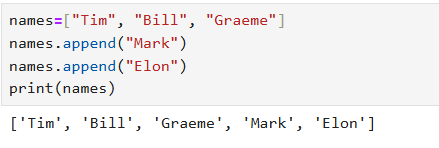 names=["Tim", "Bill", "Graeme"]
names.append("Mark")
names.append("Elon")
print(names)
['Tim', 'Bill', 'Graeme', 'Mark', 'Elon']